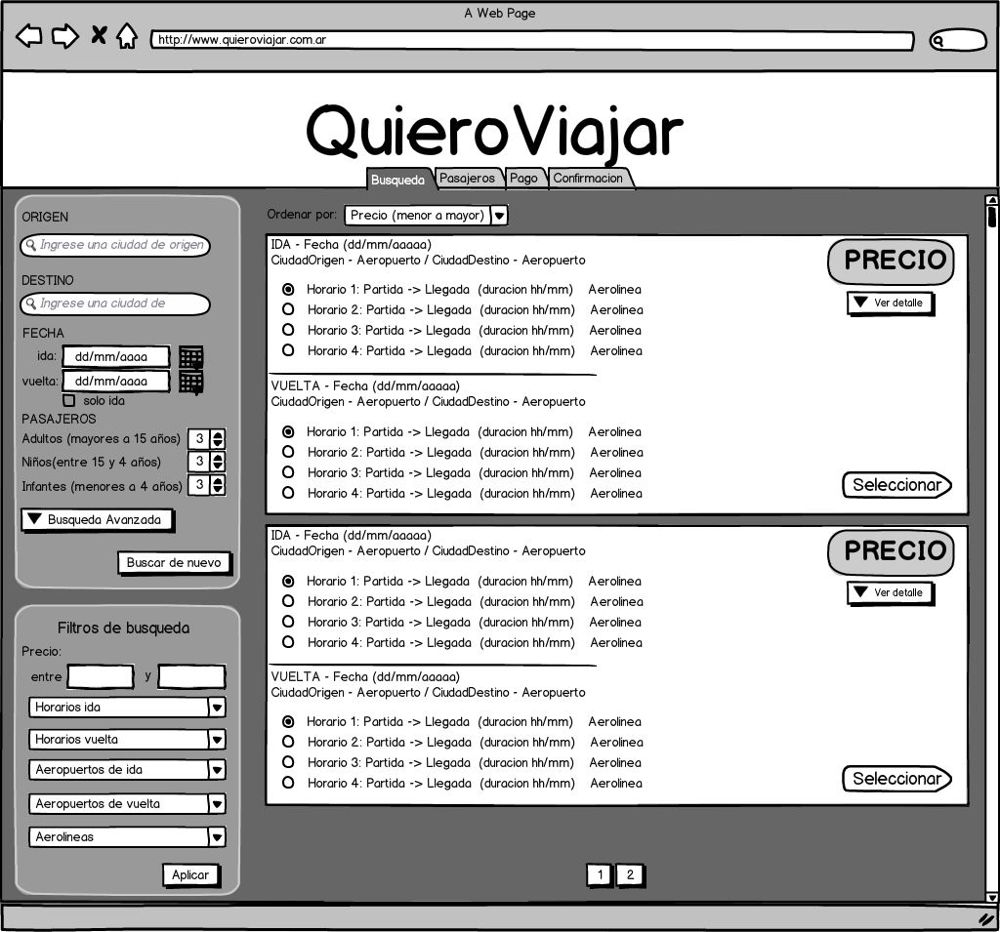 A Web Page
http://www.quieroviajar.com.ar
QuieroViajar
Busqueda Pasajeros Pago Confirmacion
ORIGEN
Ingrese una ciudad de origen
DESTINO
Ingrese una ciudad de
FECHA
ida: dd/mm/aaaa
vuelta: dd/mm/aaaa
solo ida
PASAJEROS
Adultos (mayores a 15 años) 3
Niños(entre 15 y 4 años) 3
Infantes (menores a 4 años) 3
Busqueda Avanzada
Buscar de nuevo
Filtros de busqueda
Precio:
entre y
Horarios ida
Horarios vuelta
Aeropuertos de ida
Aeropuertos de vuelta
Aerolineas
Aplicar
Ordenar por: Precio (menor a mayor)
IDA - Fecha (dd/mm/aaaaa)
CiudadOrigen - Aeropuerto / CiudadDestino - Aeropuerto
PRECIO
Ver detalle
Horario 1: Partida -> Llegada (duracion hh/mm) Aerolinea
Horario 2: Partida -> Llegada (duracion hh/mm) Aerolinea
Horario 3: Partida -> Llegada (duracion hh/mm) Aerolinea
Horario 4: Partida -> Llegada (duracion hh/mm) Aerolinea
VUELTA - Fecha (dd/mm/aaaaa)
CiudadOrigen - Aeropuerto / CiudadDestino - Aeropuerto
Horario 1: Partida -> Llegada (duracion hh/mm) Aerolinea
Horario 2: Partida -> Llegada (duracion hh/mm) Aerolinea
Horario 3: Partida -> Llegada (duracion hh/mm) Aerolinea
Horario 4: Partida -> Llegada (duracion hh/mm) Aerolinea
Seleccionar
IDA - Fecha (dd/mm/aaaaa)
CiudadOrigen - Aeropuerto / CiudadDestino - Aeropuerto
PRECIO
Ver detalle
Horario 1: Partida -> Llegada (duracion hh/mm) Aerolinea
Horario 2: Partida -> Llegada (duracion hh/mm) Aerolinea
Horario 3: Partida -> Llegada (duracion hh/mm) Aerolinea
Horario 4: Partida -> Llegada (duracion hh/mm) Aerolinea
VUELTA - Fecha (dd/mm/aaaaa)
CiudadOrigen - Aeropuerto / CiudadDestino - Aeropuerto
Horario 1: Partida -> Llegada (duracion hh/mm) Aerolinea
Horario 2: Partida -> Llegada (duracion hh/mm) Aerolinea
Horario 3: Partida -> Llegada (duracion hh/mm) Aerolinea
Horario 4: Partida -> Llegada (duracion hh/mm) Aerolinea
Seleccionar
1 2